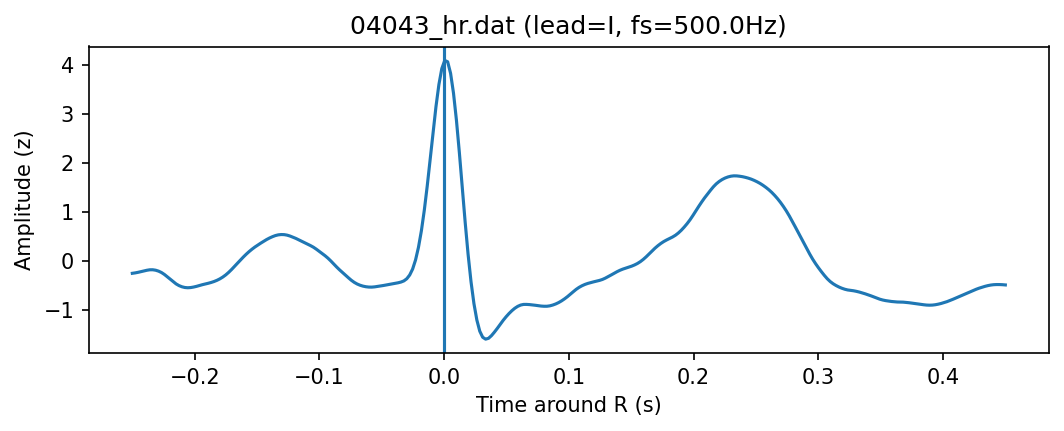 04043_hr.dat (lead=I, fs=500.0Hz)
Amplitude (z)
4
3
2
1
0
−1
−0.2 −0.1 0.0 0.1 0.2 0.3 0.4
Time around R (s)